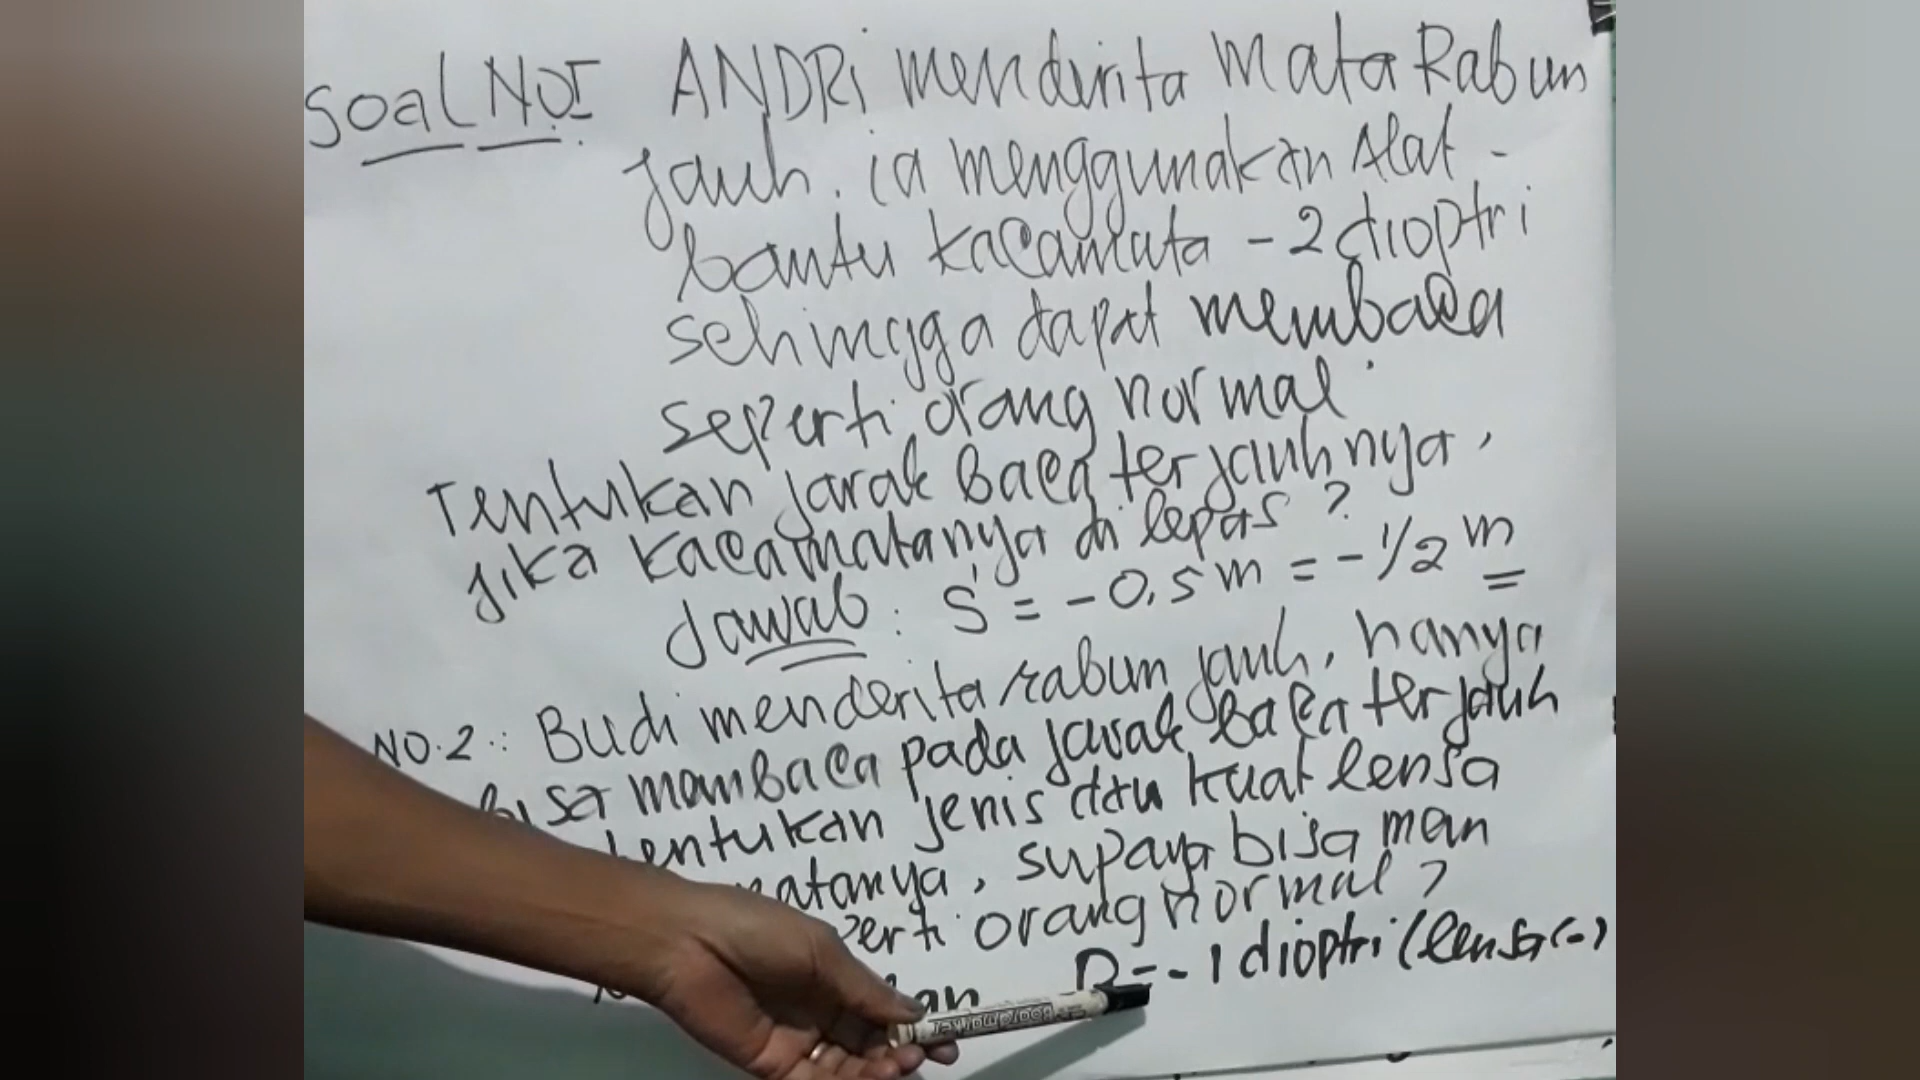 Soal NO I ANDRi menderita mata Rabun
jauh. ia menggunakan Alat -
bantu kacamata - 2 dioptri
sehingga dapat membaca
seperti orang normal.
Tentukan jarak Baca terjauhnya,
jika kacamatanya di lepas?
Jawab : S' = - 0,5 m = - 1/2 m
NO.2 : Budi menderita rabun jauh, hanya
bisa mambaca pada jarak baca terjauh
tentukan jenis dan kuat lensa
matanya, supaya bisa mem
perti orang normal?
D = - 1 dioptri (lensa (-)
Boardmarker